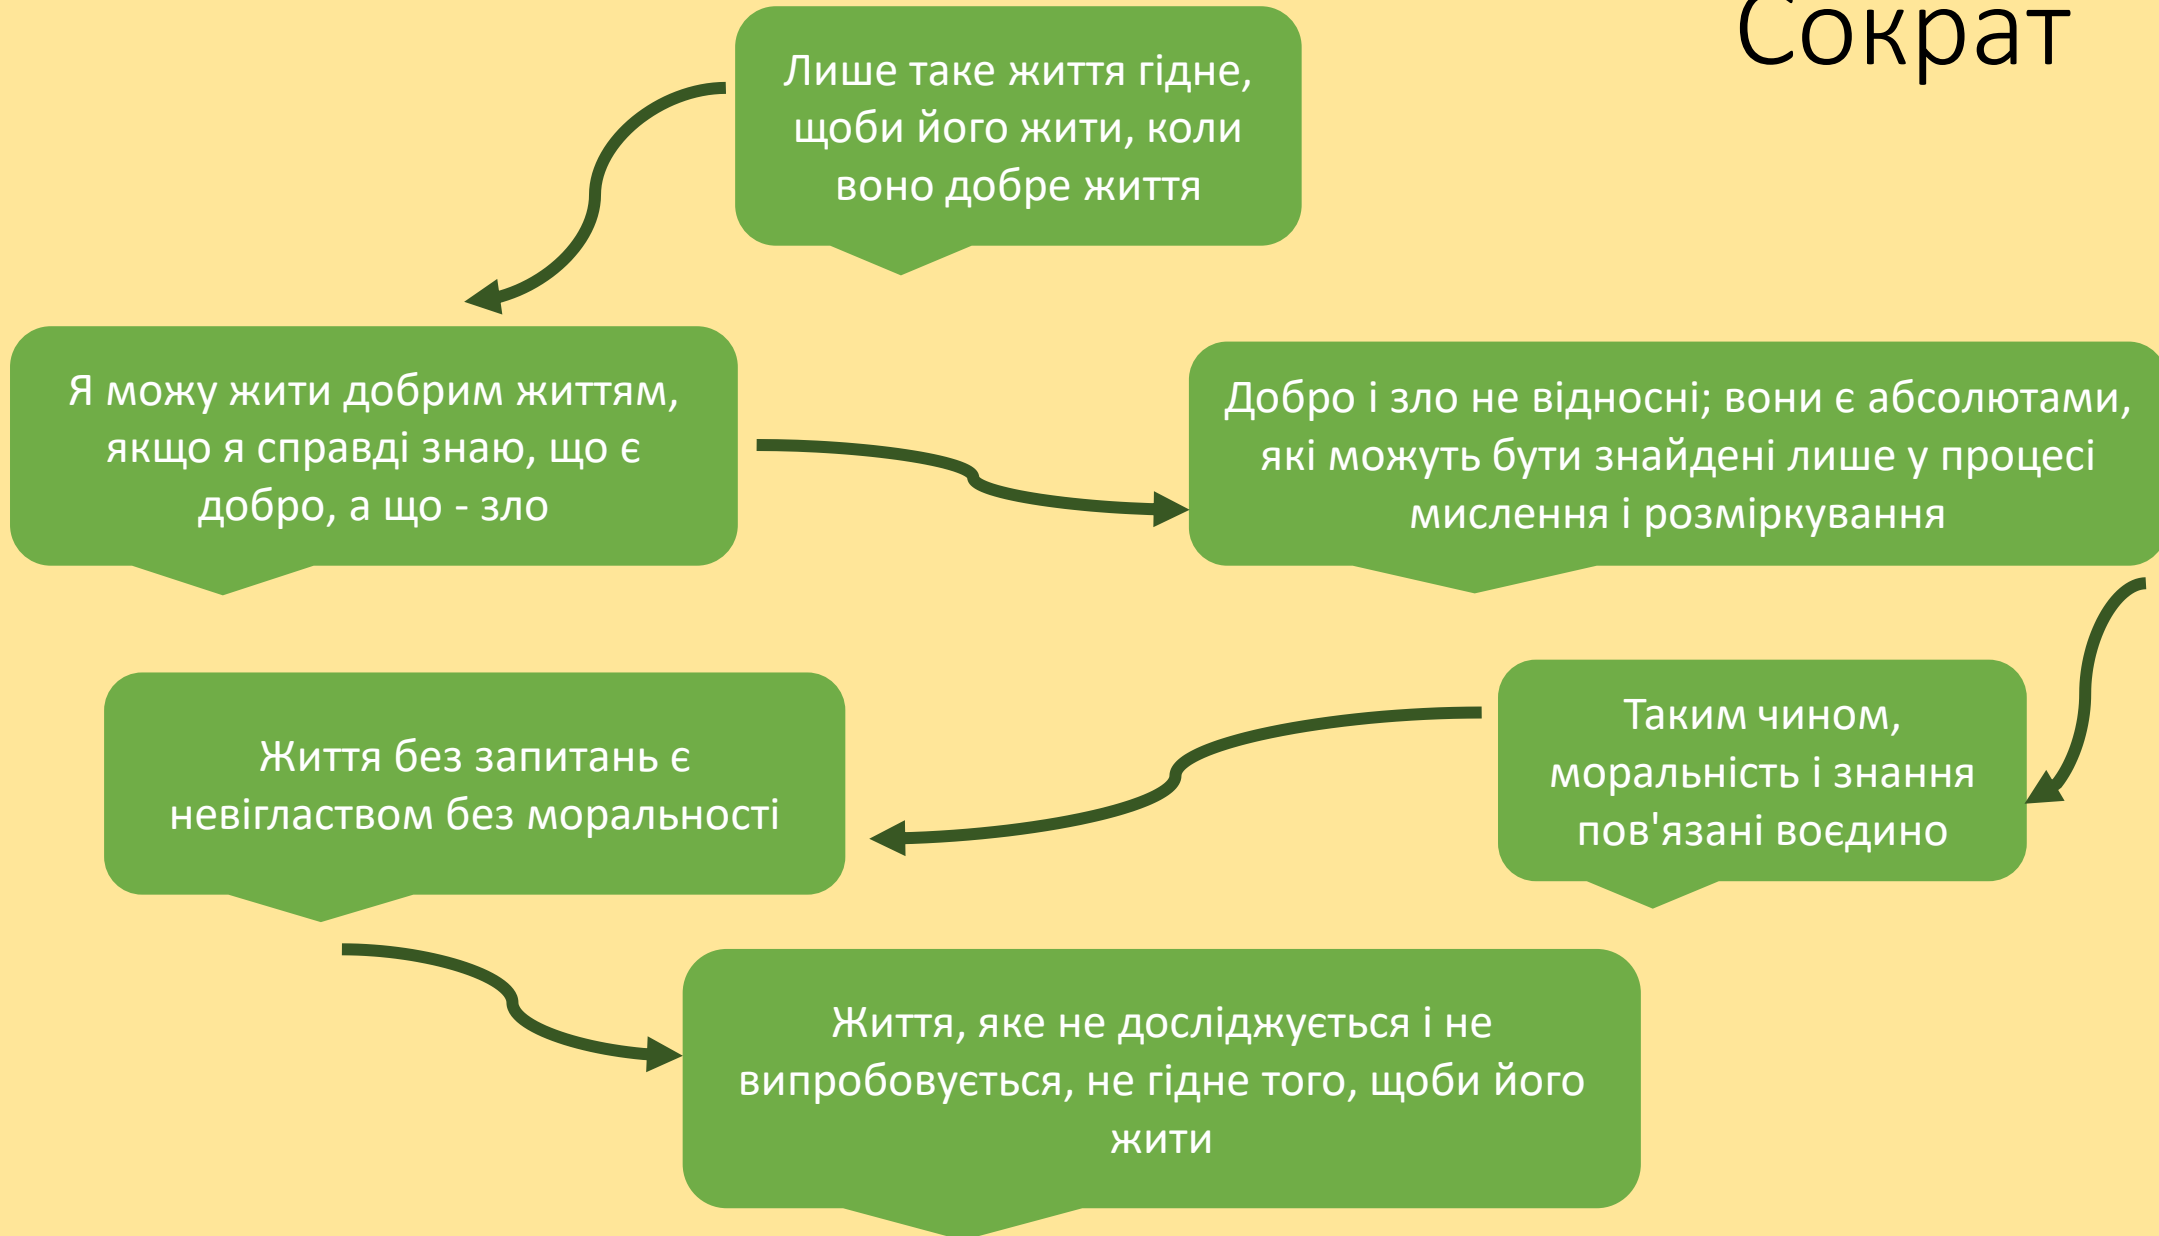 Сократ
Лише таке життя гідне,
щоби його жити, коли
воно добре життя
Я можу жити добрим життям,
якщо я справді знаю, що є
добро, а що - зло
Добро і зло не відносні; вони є абсолютами,
які можуть бути знайдені лише у процесі
мислення і розміркування
Таким чином,
моральність і знання
пов'язані воєдино
Життя без запитань є
невіглаством без моральності
Життя, яке не досліджується і не
випробовується, не гідне того, щоби його
жити